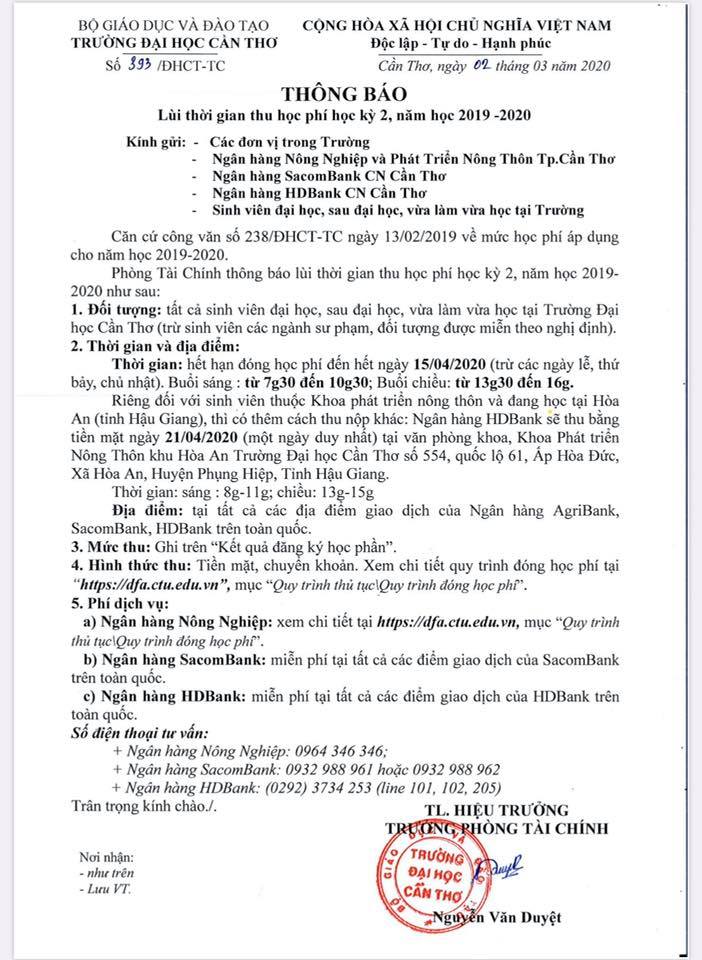 BỘ GIÁO DỤC VÀ ĐÀO TẠO
TRƯỜNG ĐẠI HỌC CẦN THƠ
Số 393 /ĐHCT-TC
CỘNG HÒA XÃ HỘI CHỦ NGHĨA VIỆT NAM
Độc lập - Tự do - Hạnh phúc
Cần Thơ, ngày 02 tháng 03 năm 2020
THÔNG BÁO
Lùi thời gian thu học phí học kỳ 2, năm học 2019 -2020
Kính gửi: - Các đơn vị trong Trường
- Ngân hàng Nông Nghiệp và Phát Triển Nông Thôn Tp.Cần Thơ
- Ngân hàng SacomBank CN Cần Thơ
- Ngân hàng HDBank CN Cần Thơ
- Sinh viên đại học, sau đại học, vừa làm vừa học tại Trường
Căn cứ công văn số 238/ĐHCT-TC ngày 13/02/2019 về mức học phí áp dụng
cho năm học 2019-2020.
Phòng Tài Chính thông báo lùi thời gian thu học phí học kỳ 2, năm học 2019-
2020 như sau:
1. Đối tượng: tất cả sinh viên đại học, sau đại học, vừa làm vừa học tại Trường Đại
học Cần Thơ (trừ sinh viên các ngành sư phạm, đối tượng được miễn theo nghị định).
2. Thời gian và địa điểm:
Thời gian: hết hạn đóng học phí đến hết ngày 15/04/2020 (trừ các ngày lễ, thứ
bảy, chủ nhật). Buổi sáng : từ 7g30 đến 10g30; Buổi chiều: từ 13g30 đến 16g.
Riêng đối với sinh viên thuộc Khoa phát triển nông thôn và đang học tại Hòa
An (tỉnh Hậu Giang), thì có thêm cách thu nộp khác: Ngân hàng HDBank sẽ thu bằng
tiền mặt ngày 21/04/2020 (một ngày duy nhất) tại văn phòng khoa, Khoa Phát triển
Nông Thôn khu Hòa An Trường Đại học Cần Thơ số 554, quốc lộ 61, Ấp Hòa Đức,
Xã Hòa An, Huyện Phụng Hiệp, Tỉnh Hậu Giang.
Thời gian: sáng : 8g-11g; chiều: 13g-15g
Địa điểm: tại tất cả các địa điểm giao dịch của Ngân hàng AgriBank,
SacomBank, HDBank trên toàn quốc.
3. Mức thu: Ghi trên “Kết quả đăng ký học phần”.
4. Hình thức thu: Tiền mặt, chuyển khoản. Xem chi tiết quy trình đóng học phí tại
“https://dfa.ctu.edu.vn”, mục “Quy trình thủ tục\Quy trình đóng học phí”.
5. Phí dịch vụ:
a) Ngân hàng Nông Nghiệp: xem chi tiết tại https://dfa.ctu.edu.vn, mục “Quy trình
thủ tục\Quy trình đóng học phí”.
b) Ngân hàng SacomBank: miễn phí tại tất cả các điểm giao dịch của SacomBank
trên toàn quốc.
c) Ngân hàng HDBank: miễn phí tại tất cả các điểm giao dịch của HDBank trên
toàn quốc.
Số điện thoại tư vấn:
+ Ngân hàng Nông Nghiệp: 0964 346 346;
+ Ngân hàng SacomBank: 0932 988 961 hoặc 0932 988 962
+ Ngân hàng HDBank: (0292) 3734 253 (line 101, 102, 205)
Trân trọng kính chào./.
TL. HIỆU TRƯỞNG
TRƯỞNG PHÒNG TÀI CHÍNH
Nơi nhận:
- như trên
- Lưu VT.
BỘ GIÁO DỤC VÀ ĐÀO TẠO
TRƯỜNG
ĐẠI HỌC
CẦN THƠ
Nguyễn Văn Duyệt